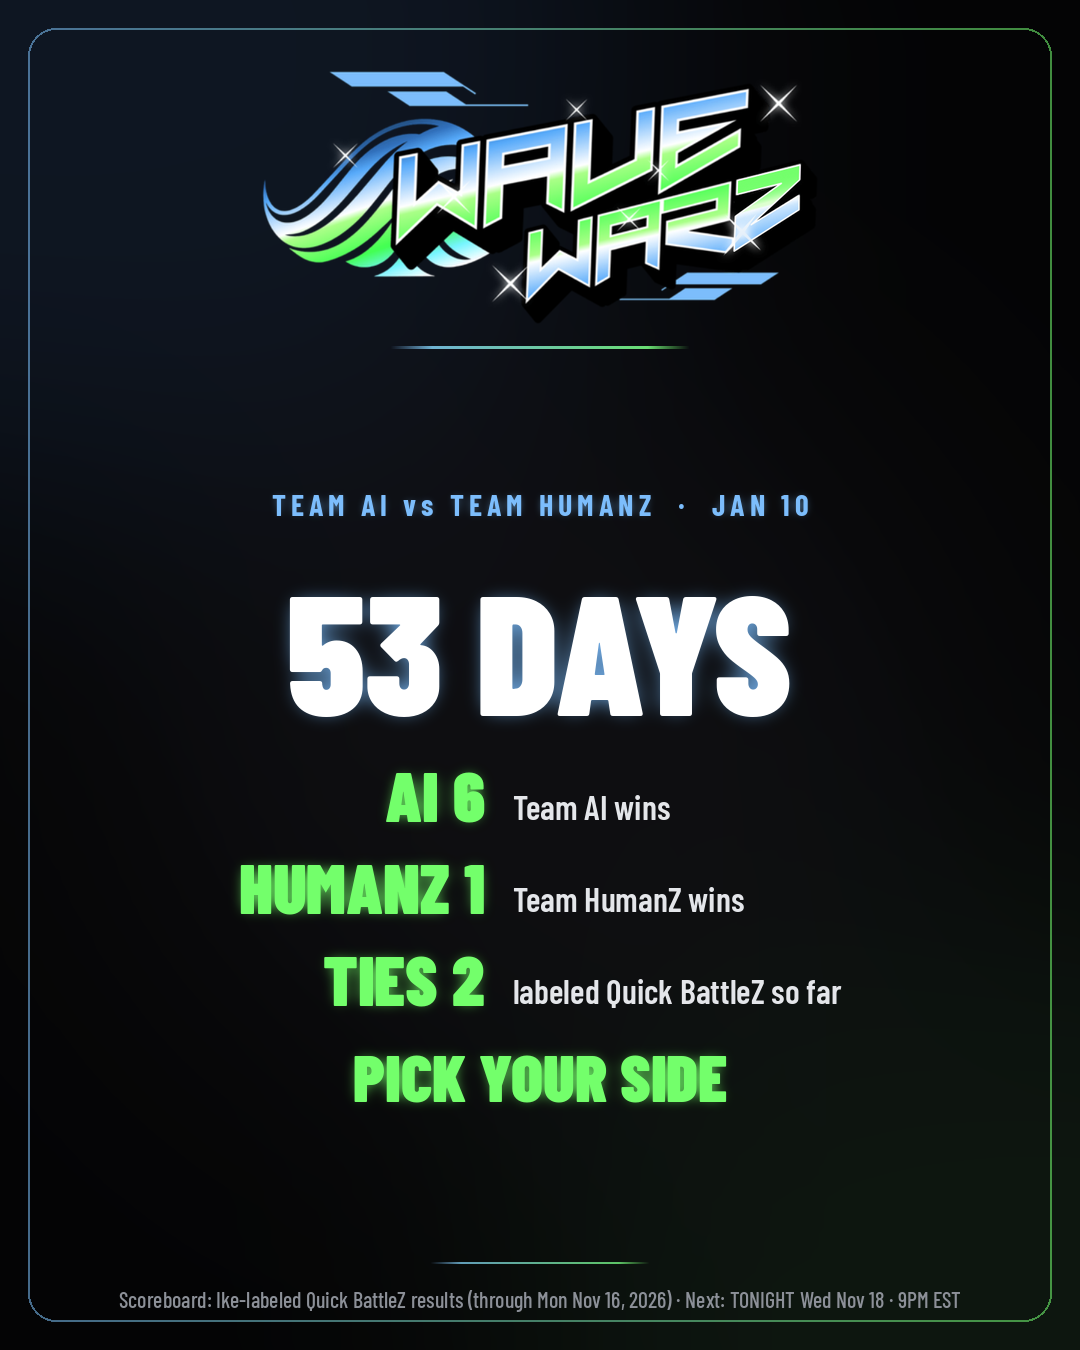 WAVE
WARZ
TEAM AI vs TEAM HUMANZ · JAN 10
53 DAYS
AI 6 Team AI wins
HUMANZ 1 Team HumanZ wins
TIES 2 labeled Quick BattleZ so far
PICK YOUR SIDE
Scoreboard: Ike-labeled Quick BattleZ results (through Mon Nov 16, 2026) · Next: TONIGHT Wed Nov 18 · 9PM EST